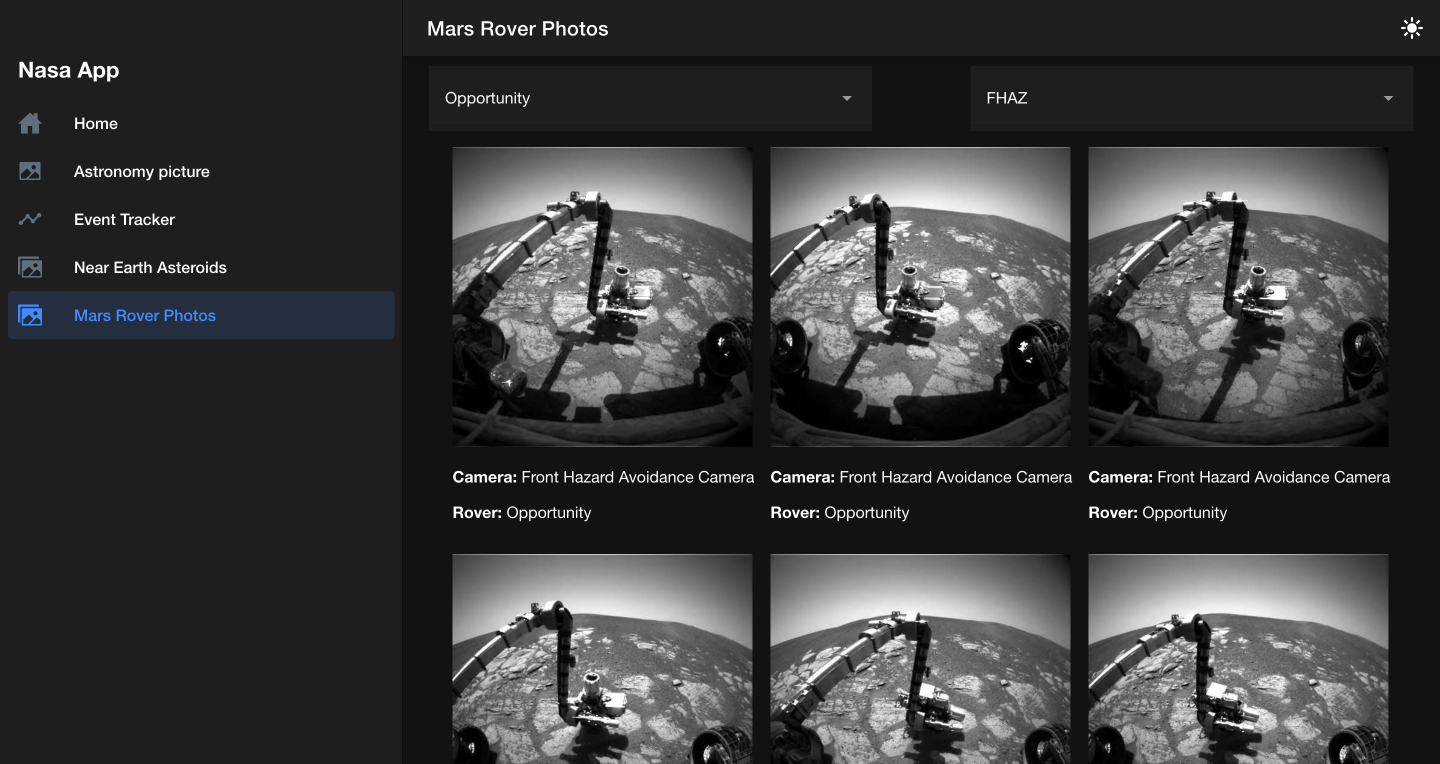 Nasa App
Home
Astronomy picture
Event Tracker
Near Earth Asteroids
Mars Rover Photos
Mars Rover Photos
Opportunity
FHAZ
Camera: Front Hazard Avoidance Camera
Rover: Opportunity
Camera: Front Hazard Avoidance Camera
Rover: Opportunity
Camera: Front Hazard Avoidance Camera
Rover: Opportunity